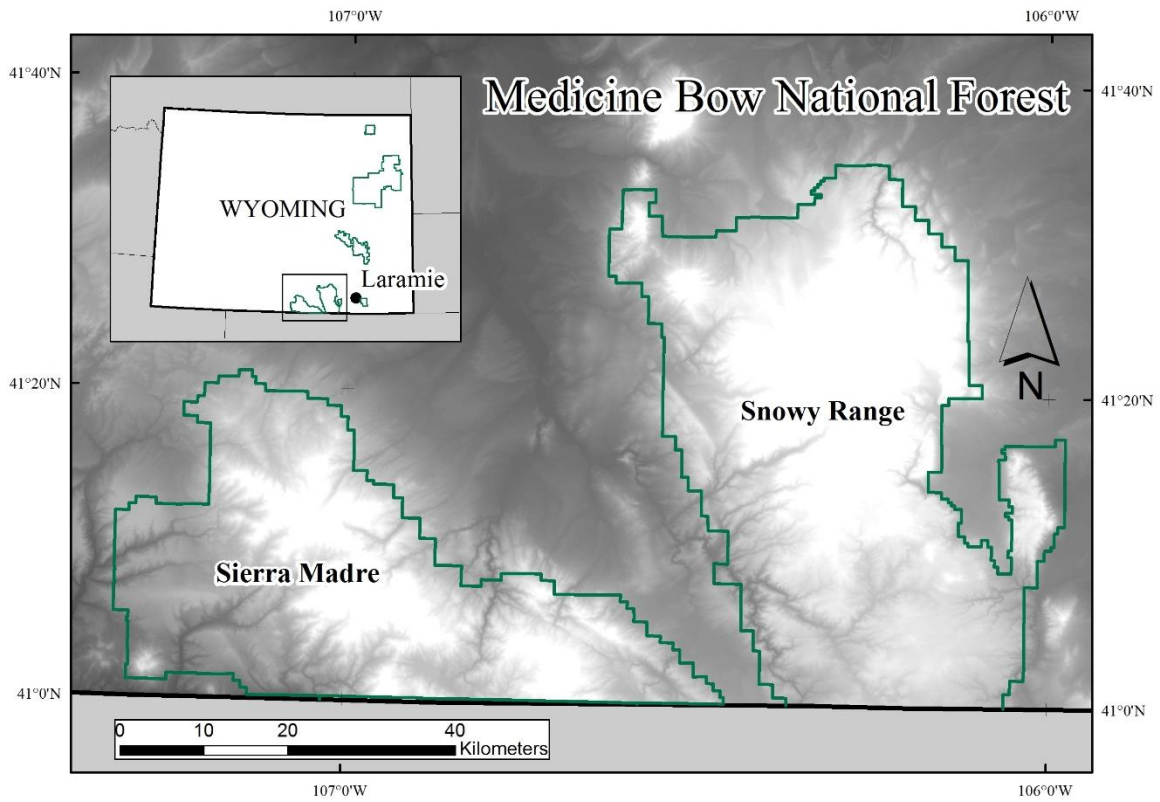 107°0'W
106°0'W
41°40'N
41°40'N
Medicine Bow National Forest
WYOMING
Laramie
N
41°20'N
41°20'N
Snowy Range
Sierra Madre
41°0'N
41°0'N
0 10 20 40
Kilometers
107°0'W
106°0'W